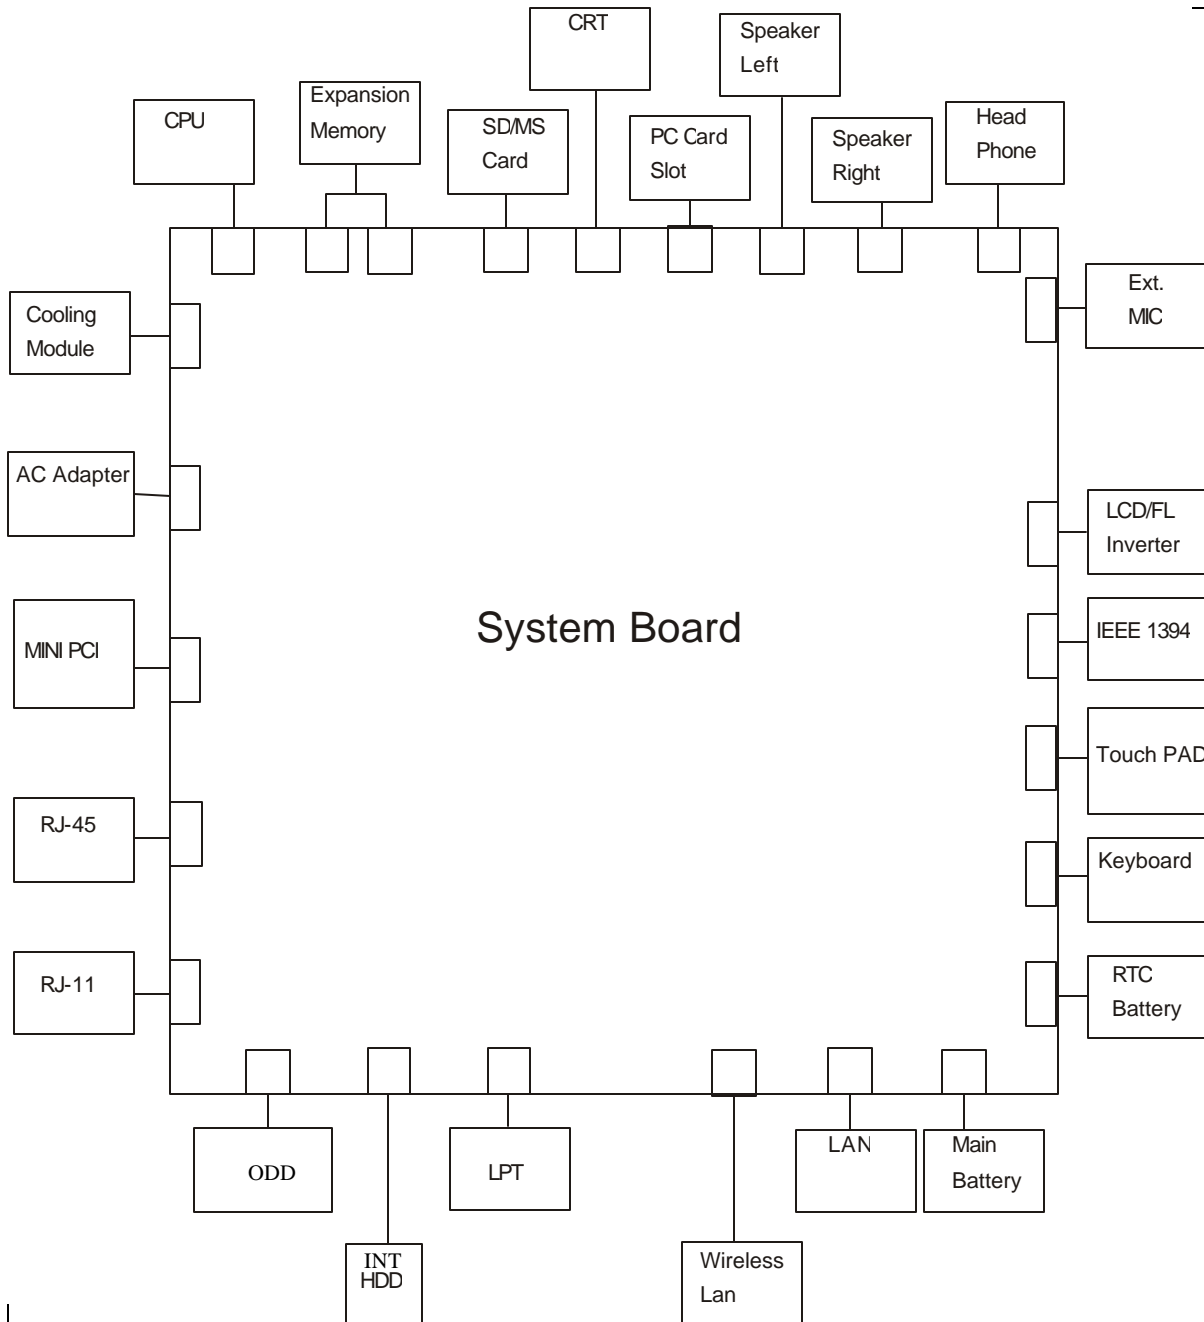 CRT
Speaker
Left
Expansion
Memory
CPU
SD/MS
Card
PC Card
Slot
Speaker
Right
Head
Phone
Ext.
MIC
Cooling
Module
AC Adapter
LCD/FL
Inverter
System Board
IEEE 1394
MINI PCI
Touch PAD
RJ-45
Keyboard
RJ-11
RTC
Battery
ODD
LPT
LAN
Main
Battery
INT
HDD
Wireless
Lan